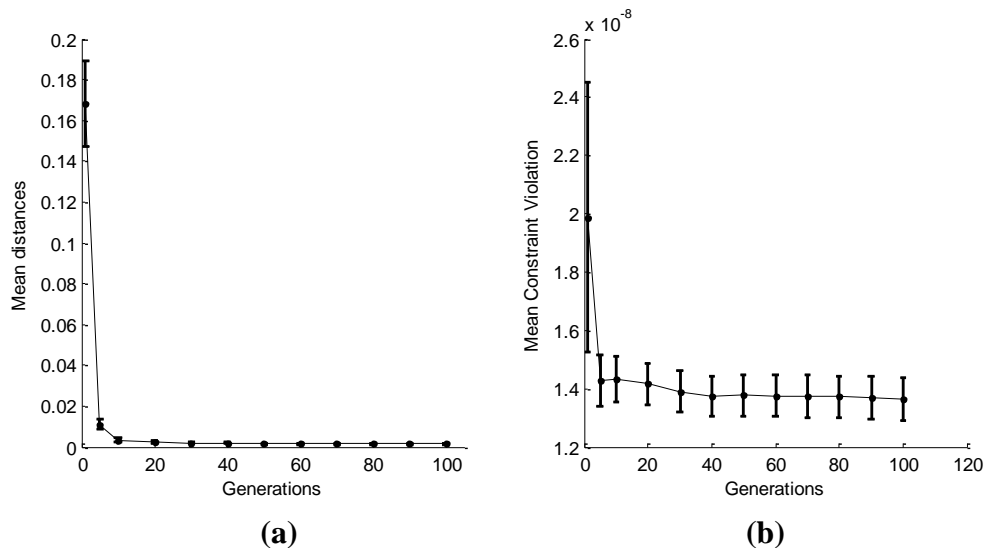 0.2
0.18
0.16
0.14
0.12
0.1
0.08
0.06
0.04
0.02
0
Mean distances
0 20 40 60 80 100
Generations
(a)
x 10-8
2.6
2.4
2.2
2
1.8
1.6
1.4
1.2
Mean Constraint Violation
0 20 40 60 80 100 120
Generations
(b)